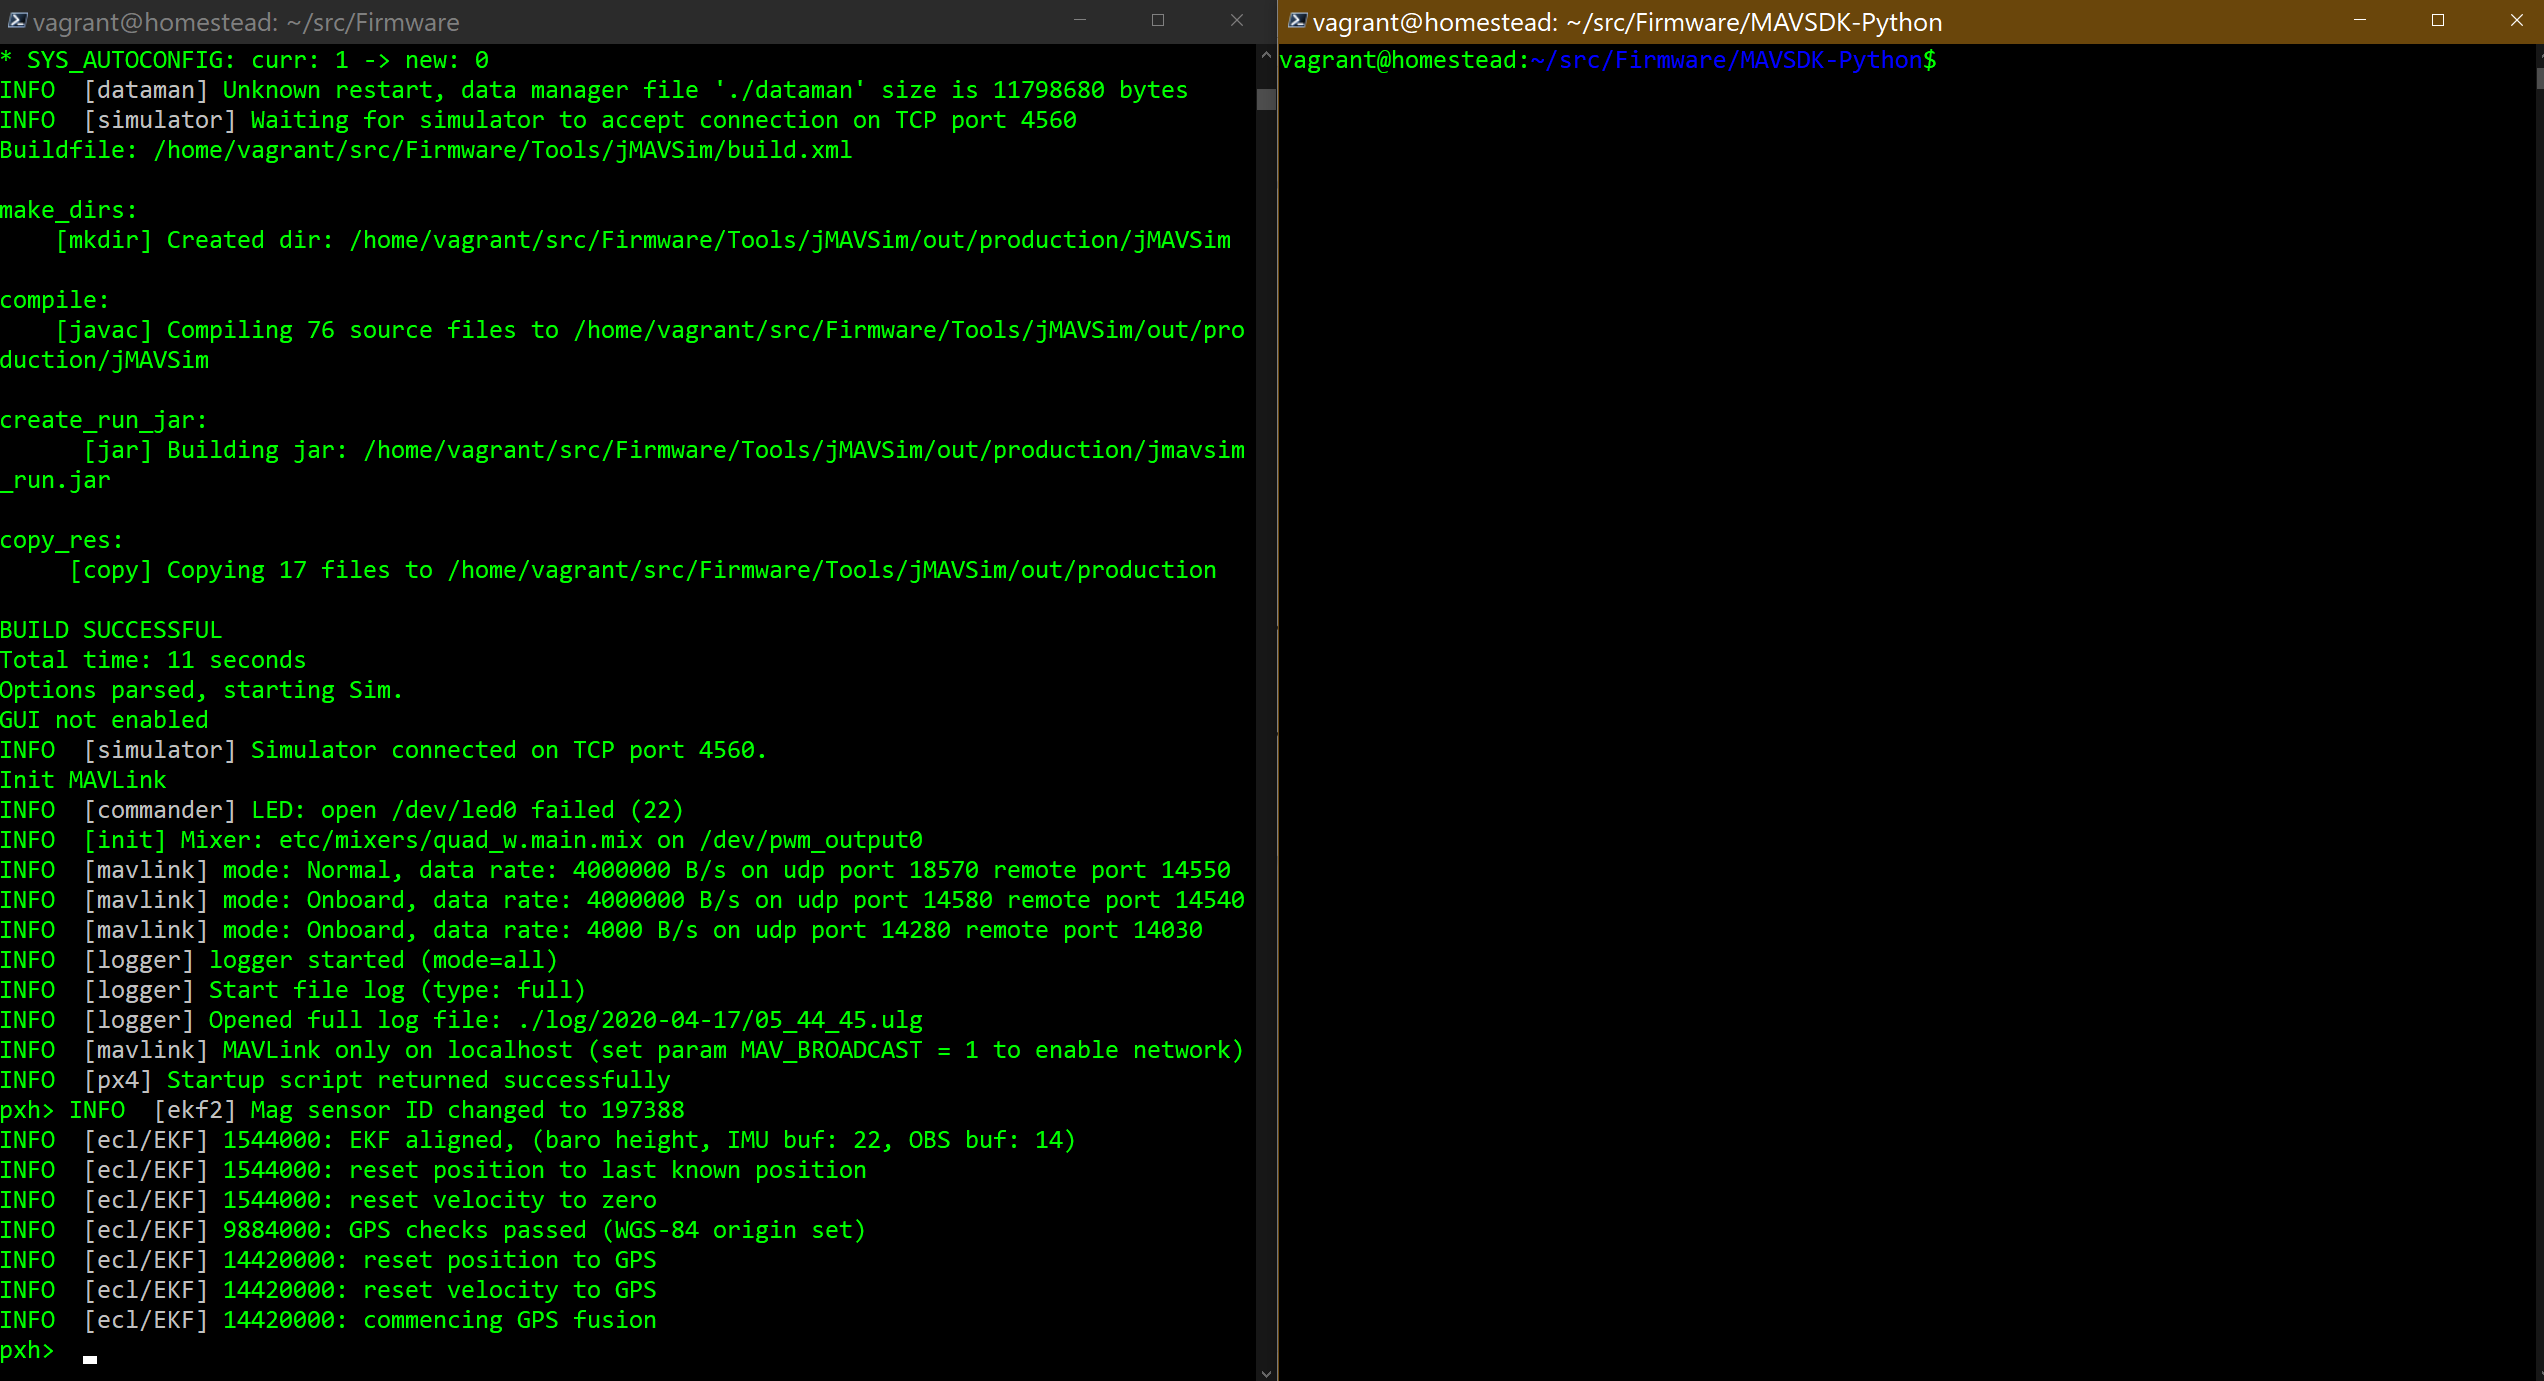 vagrant@homestead: ~/src/Firmware
* SYS_AUTOCONFIG: curr: 1 -> new: 0
INFO  [dataman] Unknown restart, data manager file './dataman' size is 11798680 bytes
INFO  [simulator] Waiting for simulator to accept connection on TCP port 4560
Buildfile: /home/vagrant/src/Firmware/Tools/jMAVSim/build.xml
make_dirs:
    [mkdir] Created dir: /home/vagrant/src/Firmware/Tools/jMAVSim/out/production/jMAVSim
compile:
    [javac] Compiling 76 source files to /home/vagrant/src/Firmware/Tools/jMAVSim/out/pro
duction/jMAVSim
create_run_jar:
      [jar] Building jar: /home/vagrant/src/Firmware/Tools/jMAVSim/out/production/jmavsim
_run.jar
copy_res:
     [copy] Copying 17 files to /home/vagrant/src/Firmware/Tools/jMAVSim/out/production
BUILD SUCCESSFUL
Total time: 11 seconds
Options parsed, starting Sim.
GUI not enabled
INFO  [simulator] Simulator connected on TCP port 4560.
Init MAVLink
INFO  [commander] LED: open /dev/led0 failed (22)
INFO  [init] Mixer: etc/mixers/quad_w.main.mix on /dev/pwm_output0
INFO  [mavlink] mode: Normal, data rate: 4000000 B/s on udp port 18570 remote port 14550
INFO  [mavlink] mode: Onboard, data rate: 4000000 B/s on udp port 14580 remote port 14540
INFO  [mavlink] mode: Onboard, data rate: 4000 B/s on udp port 14280 remote port 14030
INFO  [logger] logger started (mode=all)
INFO  [logger] Start file log (type: full)
INFO  [logger] Opened full log file: ./log/2020-04-17/05_44_45.ulg
INFO  [mavlink] MAVLink only on localhost (set param MAV_BROADCAST = 1 to enable network)
INFO  [px4] Startup script returned successfully
pxh> INFO  [ekf2] Mag sensor ID changed to 197388
INFO  [ecl/EKF] 1544000: EKF aligned, (baro height, IMU buf: 22, OBS buf: 14)
INFO  [ecl/EKF] 1544000: reset position to last known position
INFO  [ecl/EKF] 1544000: reset velocity to zero
INFO  [ecl/EKF] 9884000: GPS checks passed (WGS-84 origin set)
INFO  [ecl/EKF] 14420000: reset position to GPS
INFO  [ecl/EKF] 14420000: reset velocity to GPS
INFO  [ecl/EKF] 14420000: commencing GPS fusion
pxh>
vagrant@homestead: ~/src/Firmware/MAVSDK-Python
vagrant@homestead:~/src/Firmware/MAVSDK-Python$